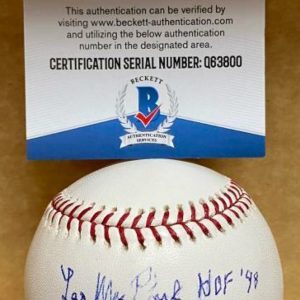 This authentication can be verified by
visiting www.beckett-authentication.com
and utilizing the below authentication
number in the designated area.
CERTIFICATION SERIAL NUMBER: Q63800
BECKETT
B
AUTHENTICATION
SERVICES
Lee MacPhail HOF '98